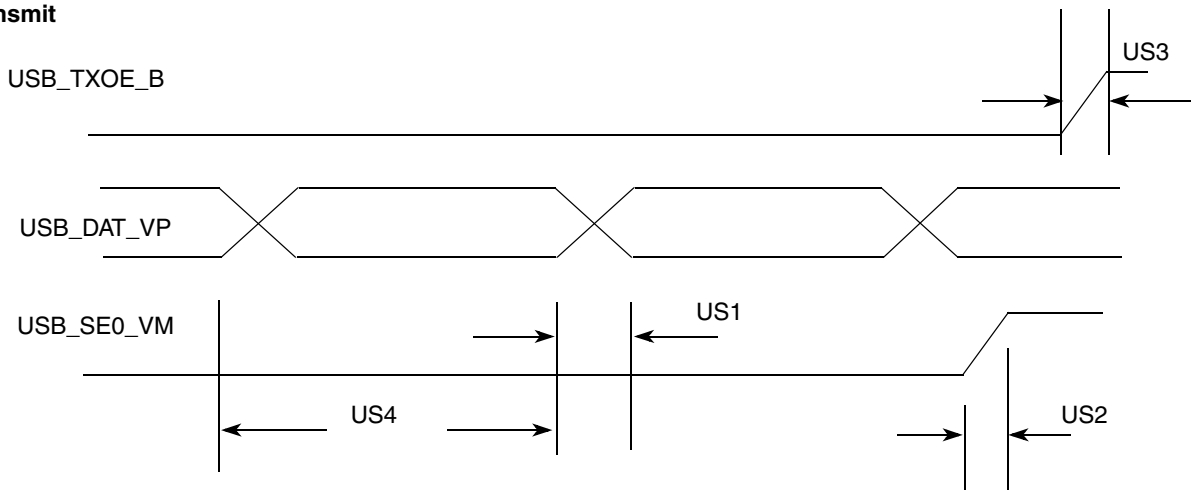 nsmit
US3
USB_TXOE_B
USB_DAT_VP
US1
USB_SE0_VM
US4
US2